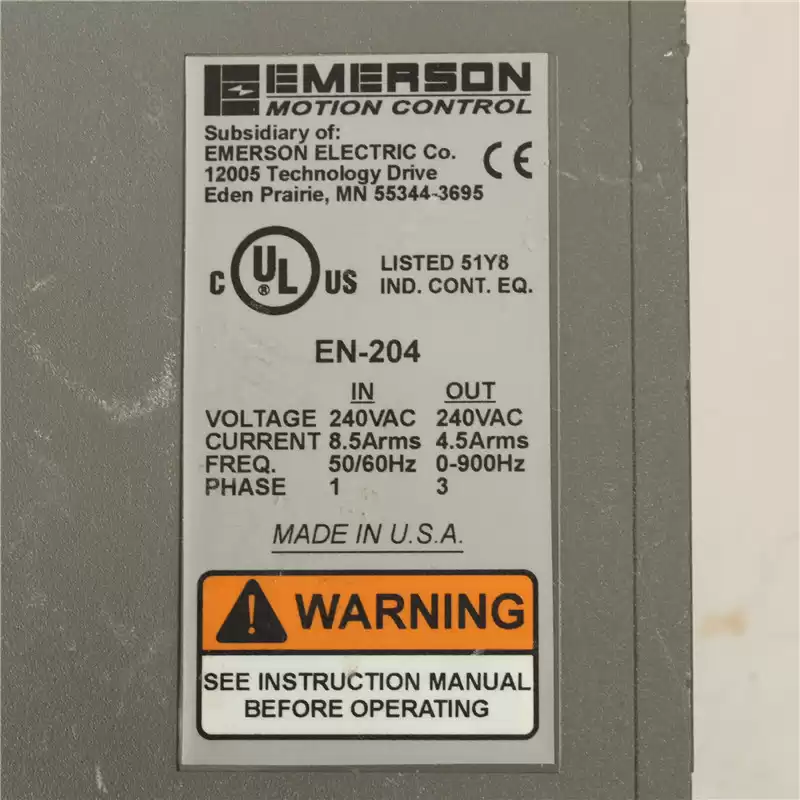 EMERSON
MOTION CONTROL
Subsidiary of:
EMERSON ELECTRIC Co.
12005 Technology Drive
Eden Prairie, MN 55344-3695
CE
C UL® US
LISTED 51Y8
IND. CONT. EQ.
EN-204
IN OUT
VOLTAGE 240VAC 240VAC
CURRENT 8.5Arms 4.5Arms
FREQ. 50/60Hz 0-900Hz
PHASE 1 3
MADE IN U.S.A.
WARNING
SEE INSTRUCTION MANUAL
BEFORE OPERATING